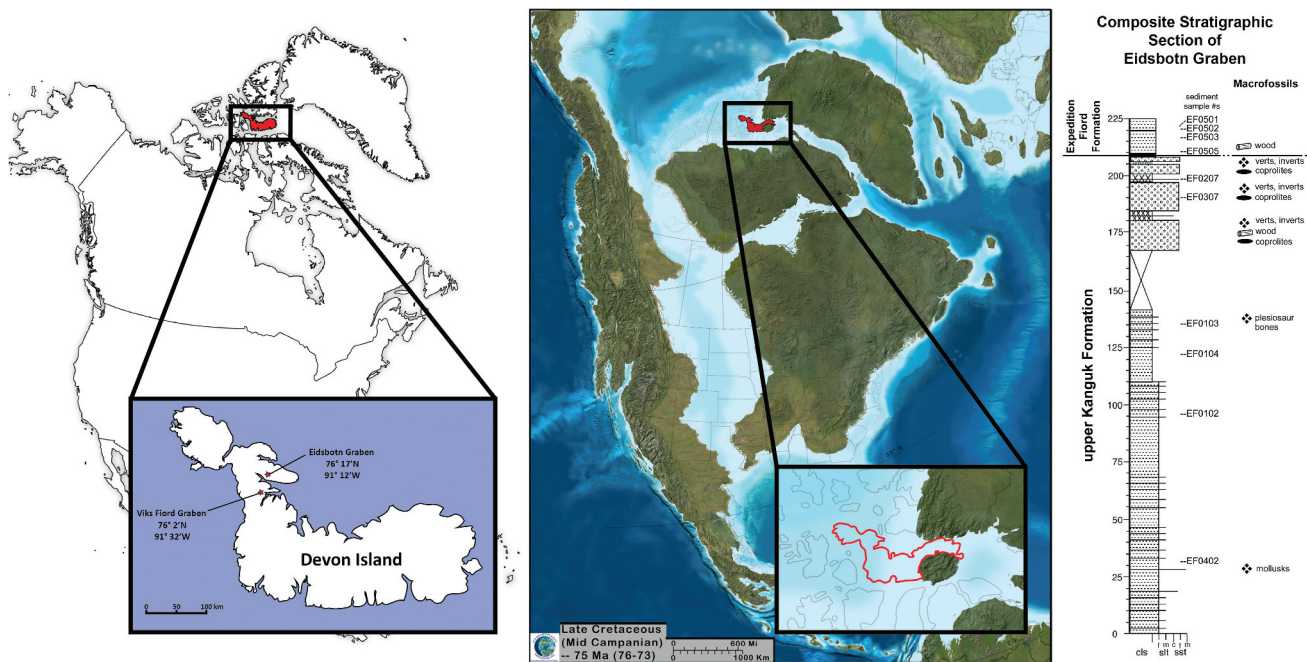 Eidsbotn Graben
76° 17'N
91° 12'W
Viks Fiord Graben
76° 2'N
91° 32'W
Devon Island
0 50 100 km
30° N
Late Cretaceous
(Mid Campanian)
-- 75 Ma (76-73)
600 Mi
0
1000 Km
Composite Stratigraphic
Section of
Eidsbotn Graben
Macrofossils
sediment
sample #s
Expedition
Fiord
Formation
225
EF0501
EF0502
EF0503
--EF0505
wood
verts, inverts
coprolites
200
--EF0207
--EF0307
verts, inverts
coprolites
verts, inverts
wood
coprolites
175
150
upper Kanguk Formation
--EF0103
plesiosaur
bones
125
--EF0104
100
--EF0102
75
50
--EF0402
mollusks
25
0
f m c f m
cls slt sst